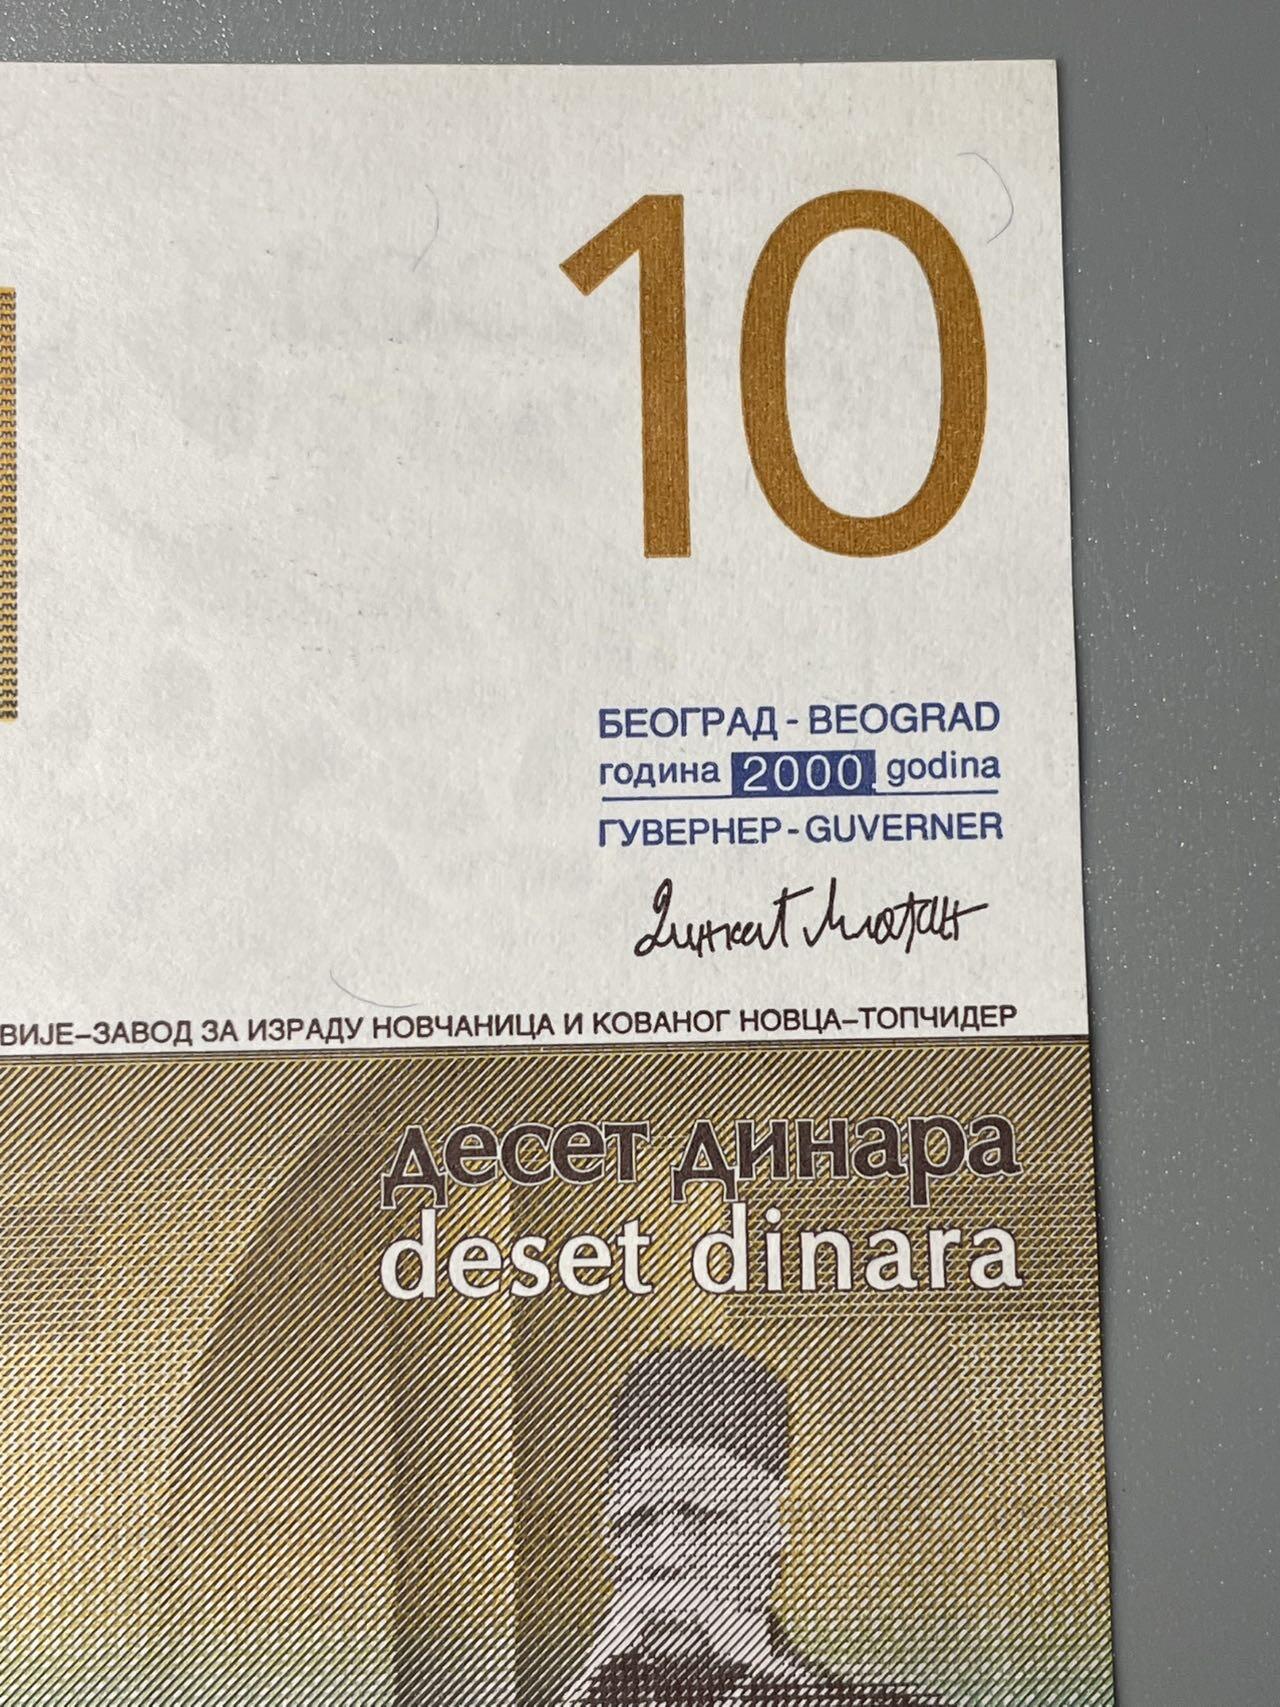 10
БЕОГРАД - BEOGRAD
година 2000. godina
ГУВЕРНЕР - GUVERNER
ВИЈЕ–ЗАВОД ЗА ИЗРАДУ НОВЧАНИЦА И КОВАНОГ НОВЦА–ТОПЧИДЕР
десет динара
deset dinara